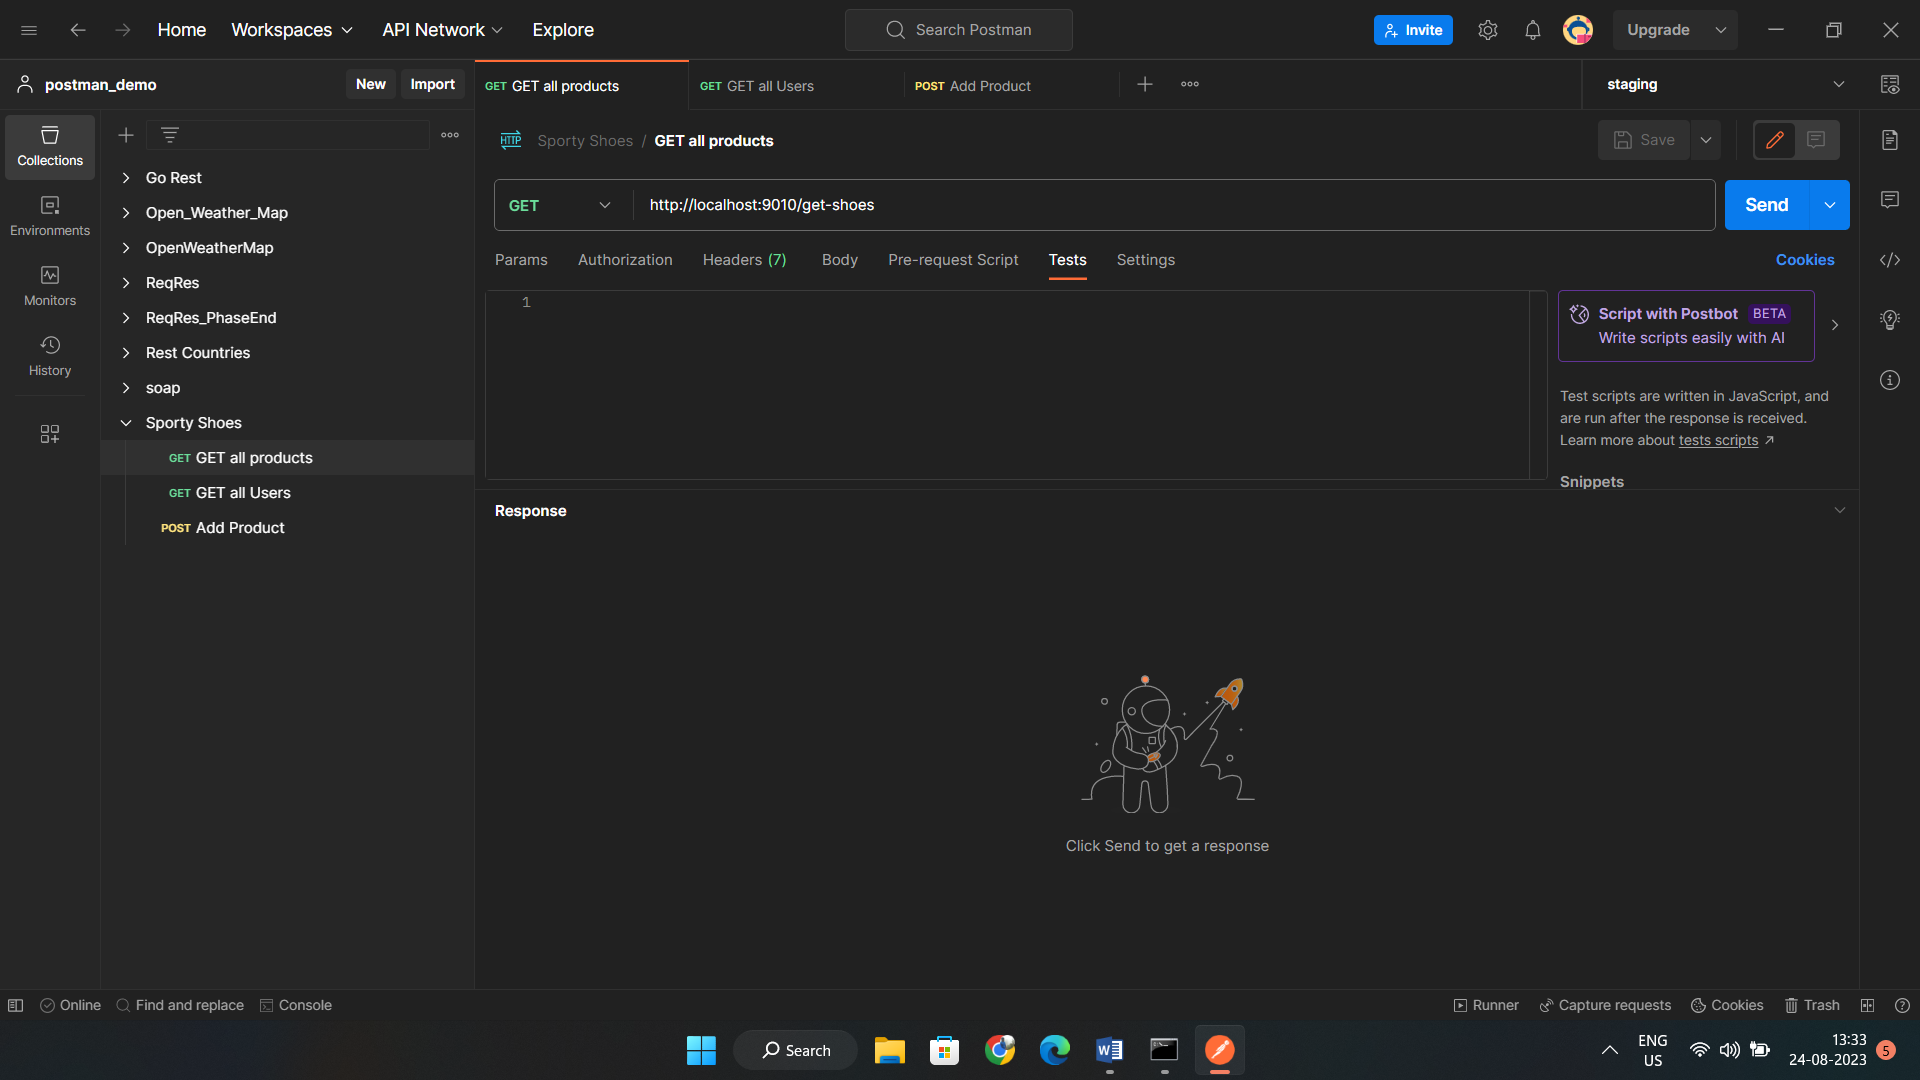 Home
Workspaces
API Network
Explore
Search Postman
Invite
Upgrade
postman_demo
New
Import
GET GET all products
GET GET all Users
POST Add Product
staging
Collections
Environments
Monitors
History
Go Rest
Open_Weather_Map
OpenWeatherMap
ReqRes
ReqRes_PhaseEnd
Rest Countries
soap
Sporty Shoes
GET GET all products
GET GET all Users
POST Add Product
HTTP Sporty Shoes / GET all products
Save
GET http://localhost:9010/get-shoes
Send
Params
Authorization
Headers (7)
Body
Pre-request Script
Tests
Settings
Cookies
1
Script with Postbot BETA
Write scripts easily with AI
Test scripts are written in JavaScript, and
are run after the response is received.
Learn more about tests scripts ↗
Snippets
Response
Click Send to get a response
Online
Find and replace
Console
Runner
Capture requests
Cookies
Trash
Search
ENG
US
13:33
24-08-2023
5